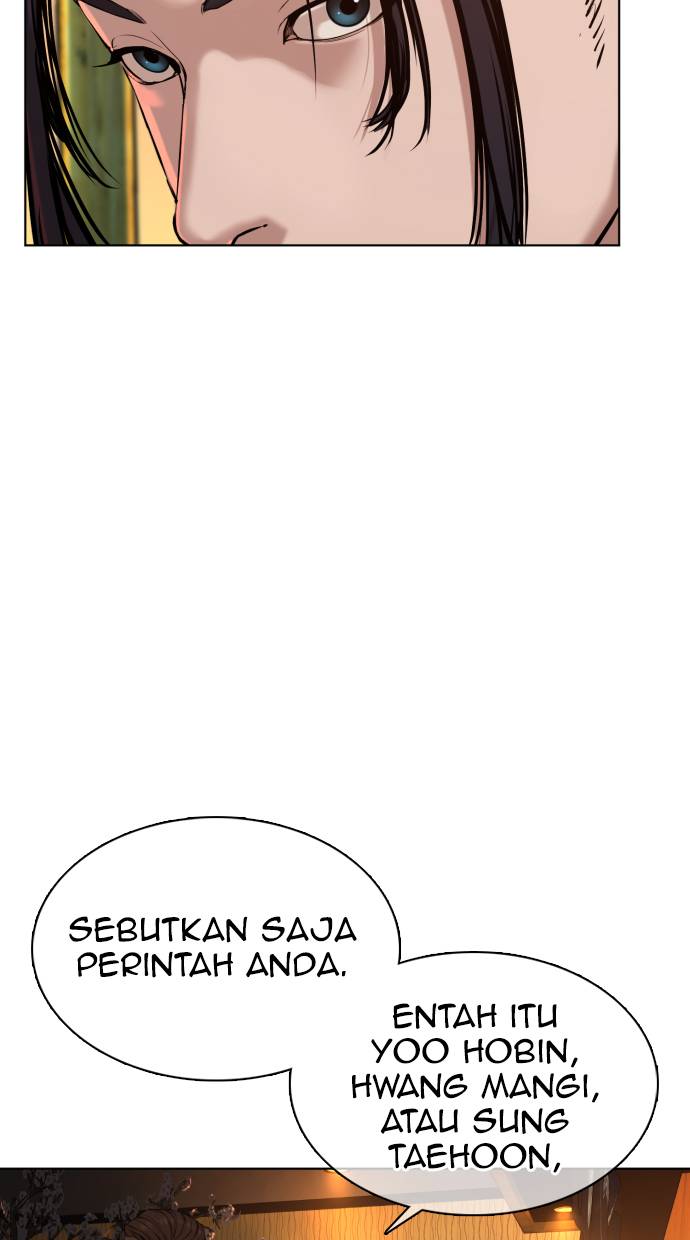 SEBUTKAN SAJA
PERINTAH ANDA.
ENTAH ITU
YOO HOBIN,
HWANG MANGI,
ATAU SUNG
TAEHOON,